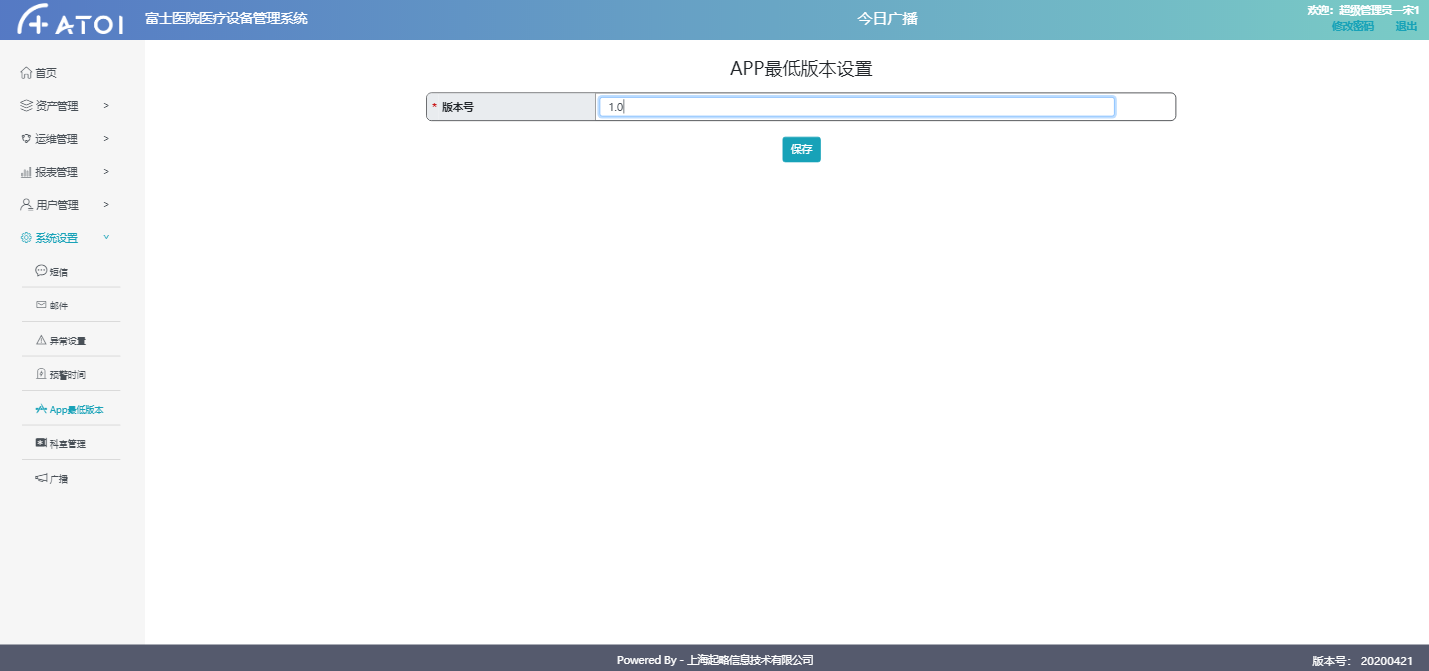 ATOI 富士医院医疗设备管理系统 今日广播 欢迎：超级管理员一宋1
修改密码 退出
首页
资产管理 >
运维管理 >
报表管理 >
用户管理 >
系统设置
短信
邮件
异常设置
预警时间
App最低版本
科室管理
广播
APP最低版本设置
* 版本号 1.0
保存
Powered By - 上海起略信息技术有限公司 版本号： 20200421